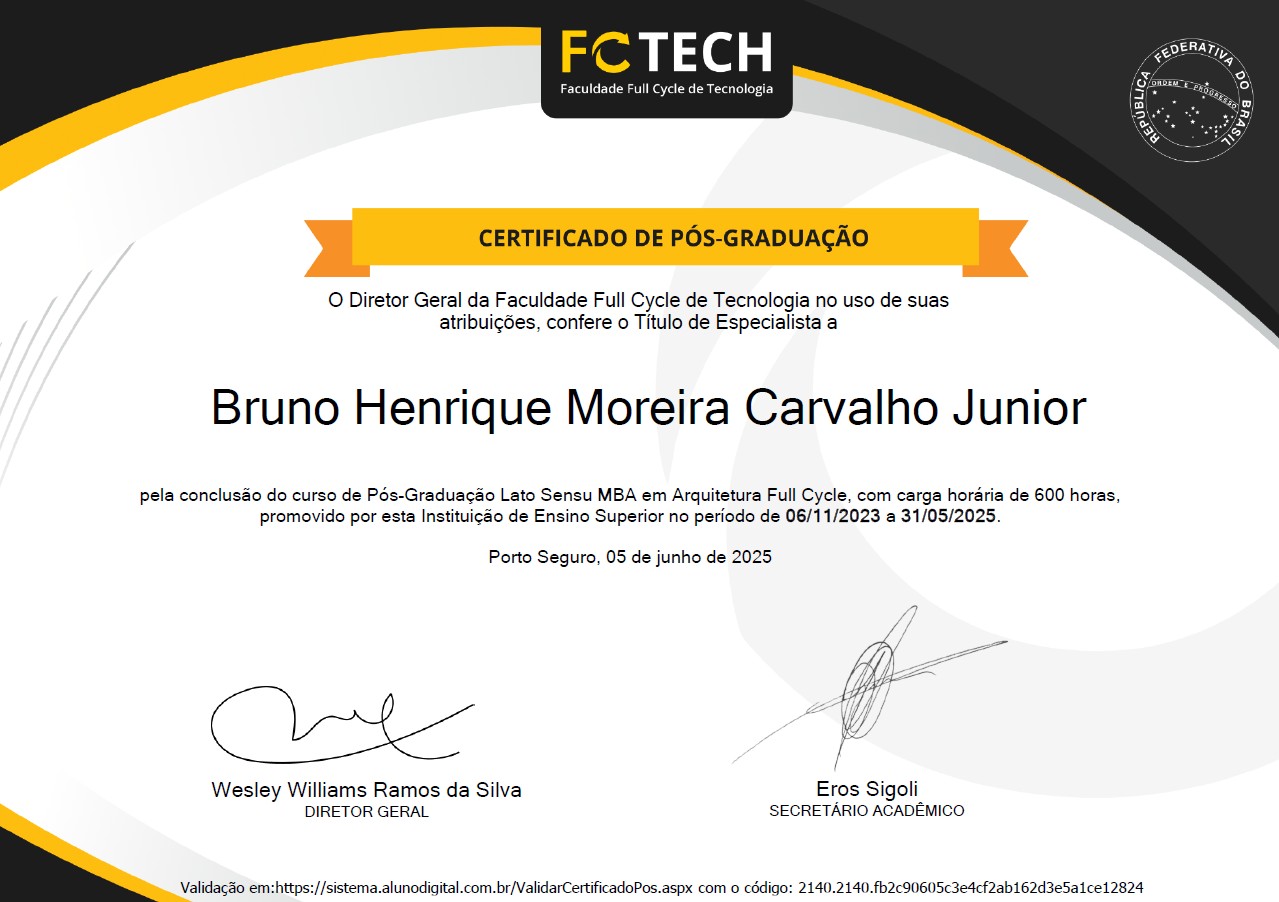 FC TECH
Faculdade Full Cycle de Tecnologia
REPÚBLICA FEDERATIVA DO BRASIL
ORDEM E PROGRESSO
CERTIFICADO DE PÓS-GRADUAÇÃO
O Diretor Geral da Faculdade Full Cycle de Tecnologia no uso de suas
atribuições, confere o Título de Especialista a
Bruno Henrique Moreira Carvalho Junior
pela conclusão do curso de Pós-Graduação Lato Sensu MBA em Arquitetura Full Cycle, com carga horária de 600 horas,
promovido por esta Instituição de Ensino Superior no período de 06/11/2023 a 31/05/2025.
Porto Seguro, 05 de junho de 2025
Wesley Williams Ramos da Silva
DIRETOR GERAL
Eros Sigoli
SECRETÁRIO ACADÊMICO
Validação em:https://sistema.alunodigital.com.br/ValidarCertificadoPos.aspx com o código: 2140.2140.fb2c90605c3e4cf2ab162d3e5a1ce12824